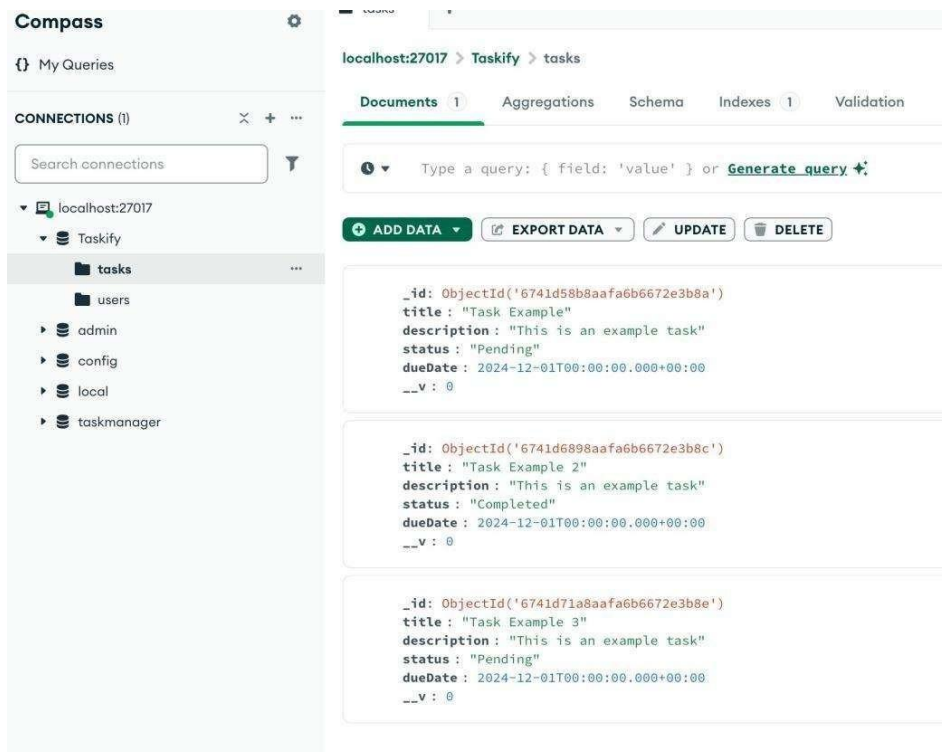 Compass
{} My Queries
CONNECTIONS (1)
Search connections
localhost:27017
Taskify
tasks
users
admin
config
local
taskmanager
tasks
localhost:27017 > Taskify > tasks
Documents 1 Aggregations Schema Indexes 1 Validation
Type a query: { field: 'value' } or Generate query
ADD DATA EXPORT DATA UPDATE DELETE
_id: ObjectId('6741d58b8aafa6b6672e3b8a')
title : "Task Example"
description : "This is an example task"
status : "Pending"
dueDate : 2024-12-01T00:00:00.000+00:00
__v : 0
_id: ObjectId('6741d6898aafa6b6672e3b8c')
title : "Task Example 2"
description : "This is an example task"
status : "Completed"
dueDate : 2024-12-01T00:00:00.000+00:00
__v : 0
_id: ObjectId('6741d71a8aafa6b6672e3b8e')
title : "Task Example 3"
description : "This is an example task"
status : "Pending"
dueDate : 2024-12-01T00:00:00.000+00:00
__v : 0